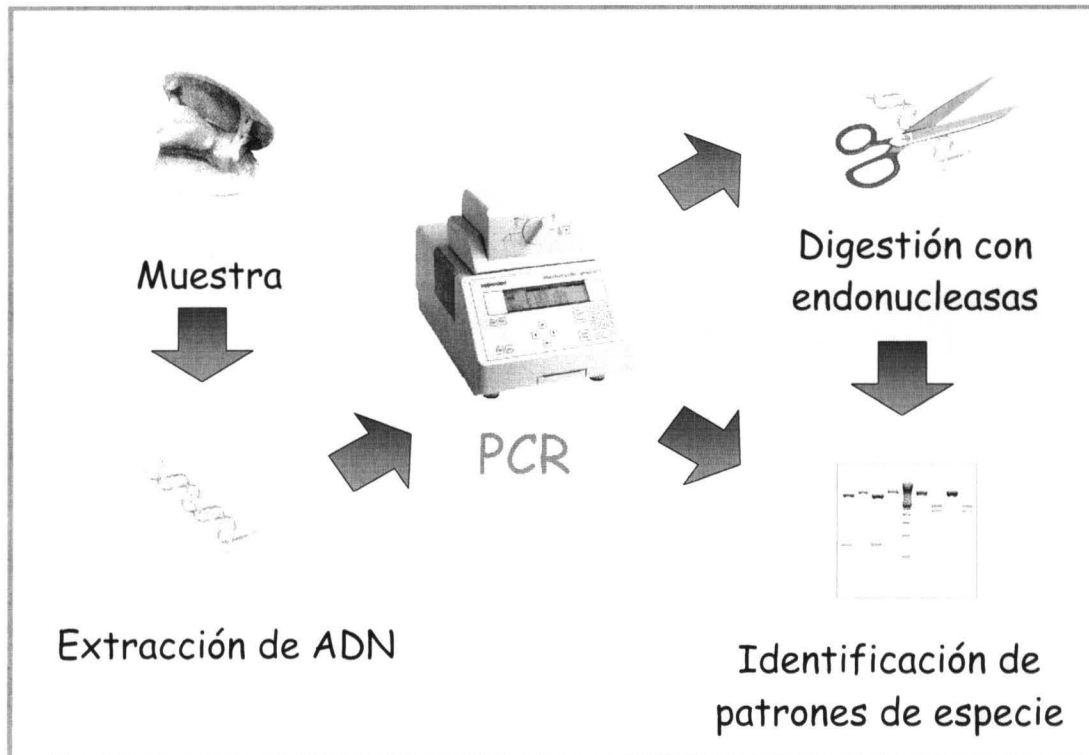 Muestra
Extracción de ADN
PCR
Digestión con
endonucleasas
Identificación de
patrones de especie